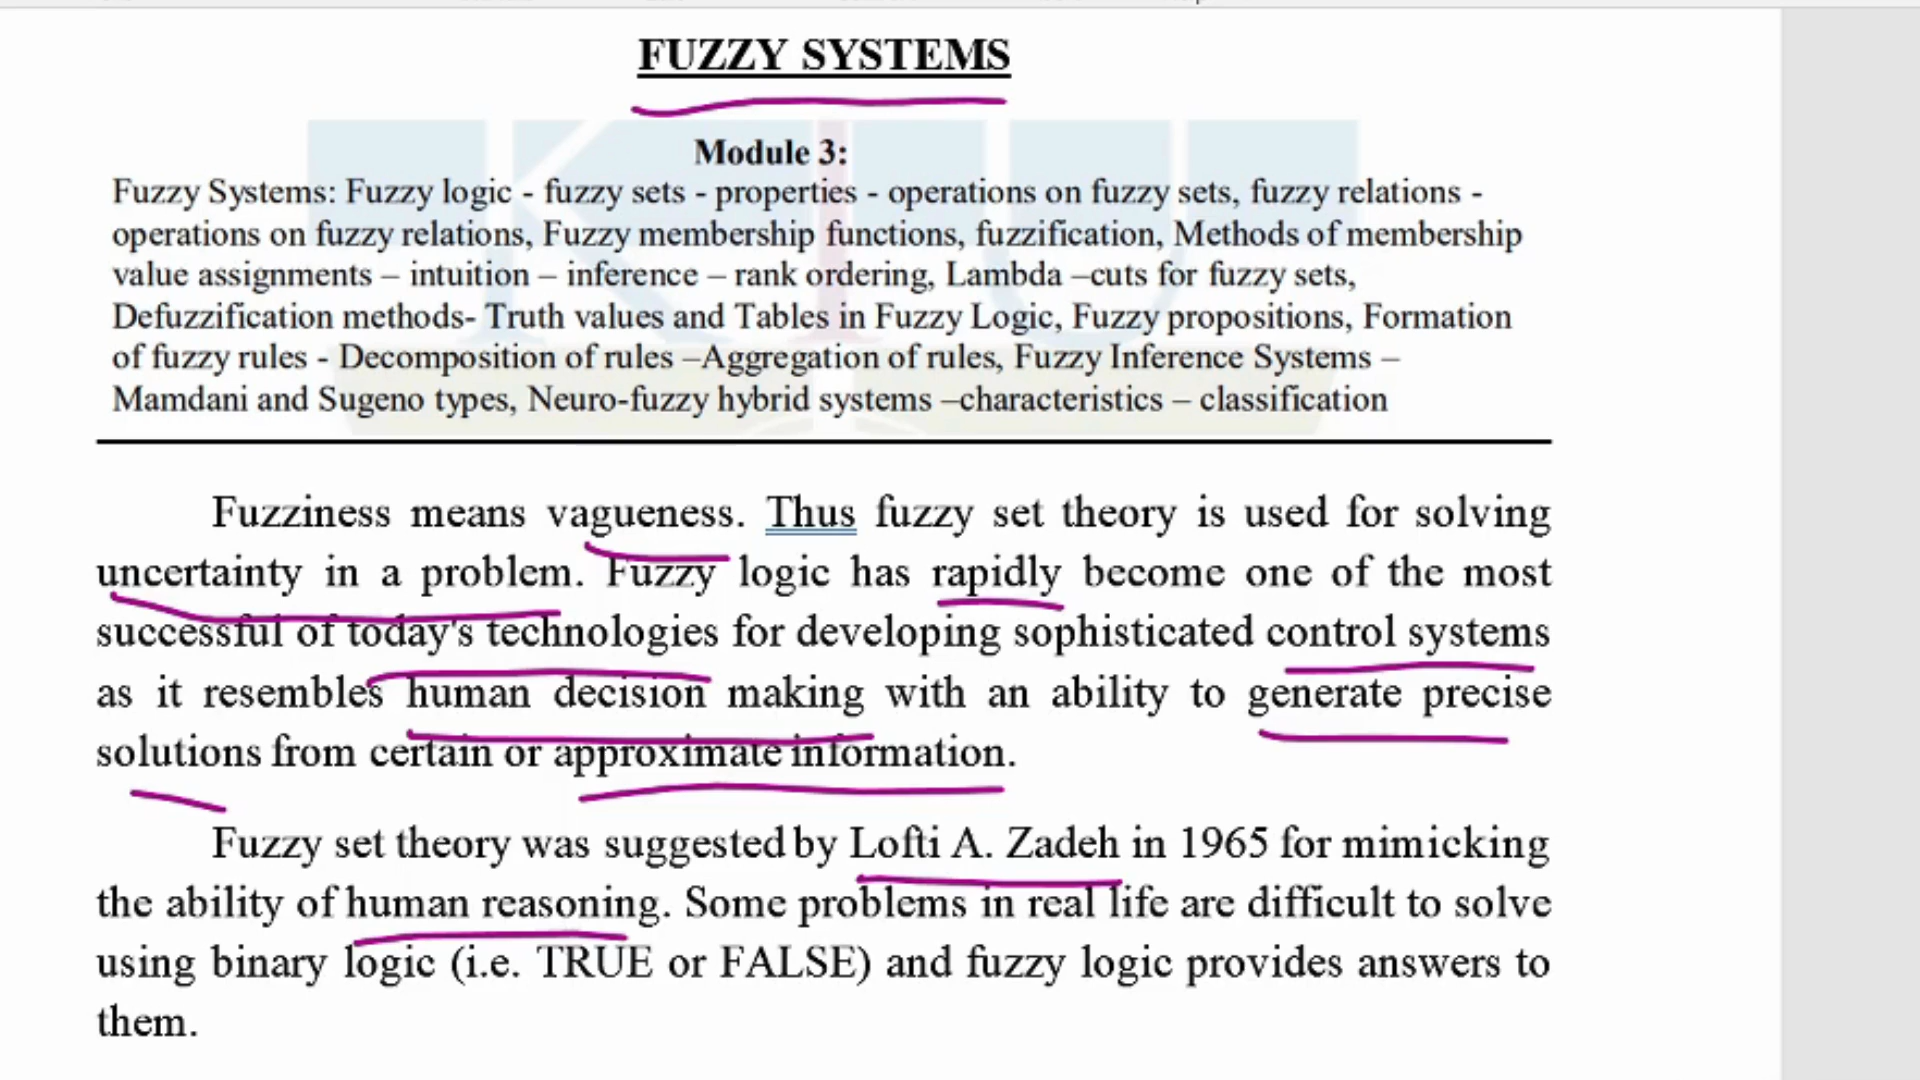 FUZZY SYSTEMS
Module 3:
Fuzzy Systems: Fuzzy logic - fuzzy sets - properties - operations on fuzzy sets, fuzzy relations -
operations on fuzzy relations, Fuzzy membership functions, fuzzification, Methods of membership
value assignments – intuition – inference – rank ordering, Lambda –cuts for fuzzy sets,
Defuzzification methods- Truth values and Tables in Fuzzy Logic, Fuzzy propositions, Formation
of fuzzy rules - Decomposition of rules –Aggregation of rules, Fuzzy Inference Systems –
Mamdani and Sugeno types, Neuro-fuzzy hybrid systems –characteristics – classification
Fuzziness means vagueness. Thus fuzzy set theory is used for solving
uncertainty in a problem. Fuzzy logic has rapidly become one of the most
successful of today's technologies for developing sophisticated control systems
as it resembles human decision making with an ability to generate precise
solutions from certain or approximate information.
Fuzzy set theory was suggested by Lofti A. Zadeh in 1965 for mimicking
the ability of human reasoning. Some problems in real life are difficult to solve
using binary logic (i.e. TRUE or FALSE) and fuzzy logic provides answers to
them.